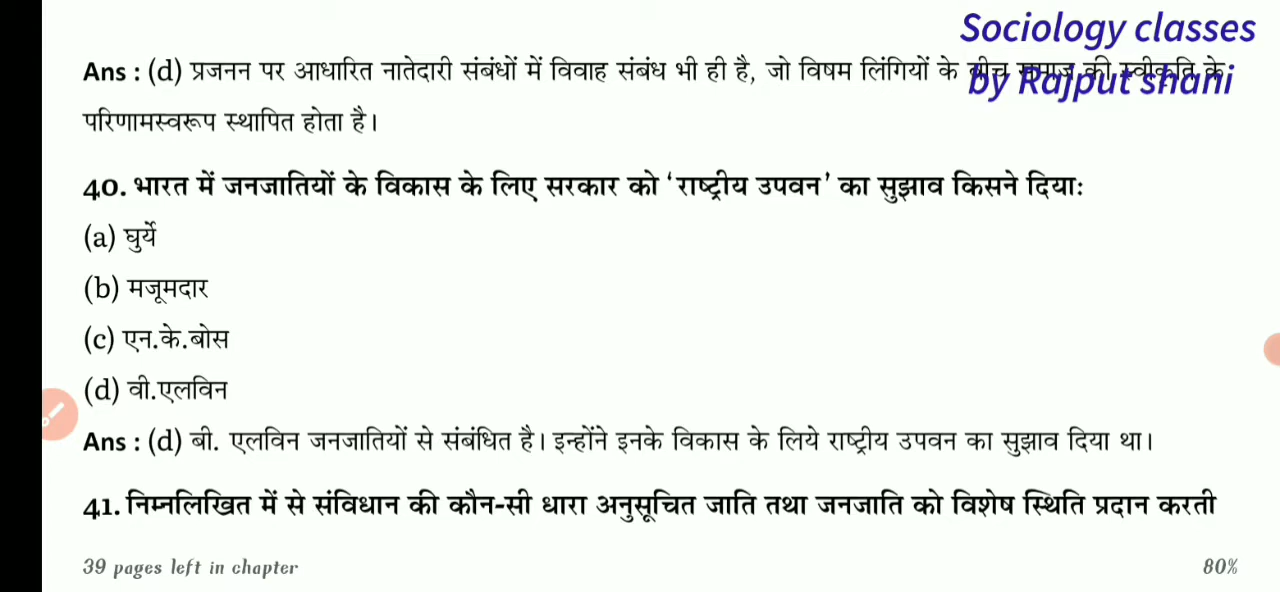 Sociology classes
by Rajput shani
Ans : (d) प्रजनन पर आधारित नातेदारी संबंधों में विवाह संबंध भी ही है, जो विषम लिंगियों के बीच समाज की स्वीकृति के
परिणामस्वरूप स्थापित होता है।
40. भारत में जनजातियों के विकास के लिए सरकार को ‘राष्ट्रीय उपवन’ का सुझाव किसने दिया:
(a) घुर्ये
(b) मजूमदार
(c) एन.के.बोस
(d) वी.एलविन
Ans : (d) बी. एलविन जनजातियों से संबंधित है। इन्होंने इनके विकास के लिये राष्ट्रीय उपवन का सुझाव दिया था।
41. निम्नलिखित में से संविधान की कौन-सी धारा अनुसूचित जाति तथा जनजाति को विशेष स्थिति प्रदान करती
39 pages left in chapter
80%